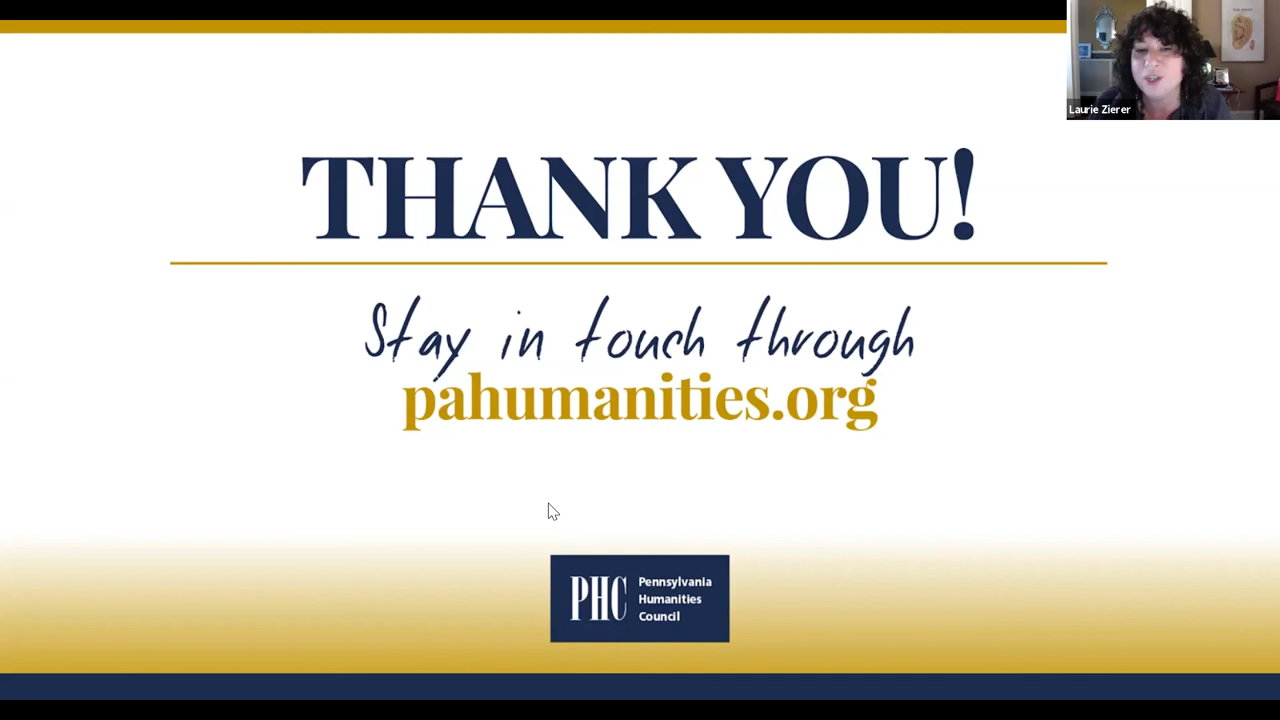 Laurie Zierer
THANK YOU!
Stay in touch through
pahumanities.org
PHC
Pennsylvania
Humanities
Council